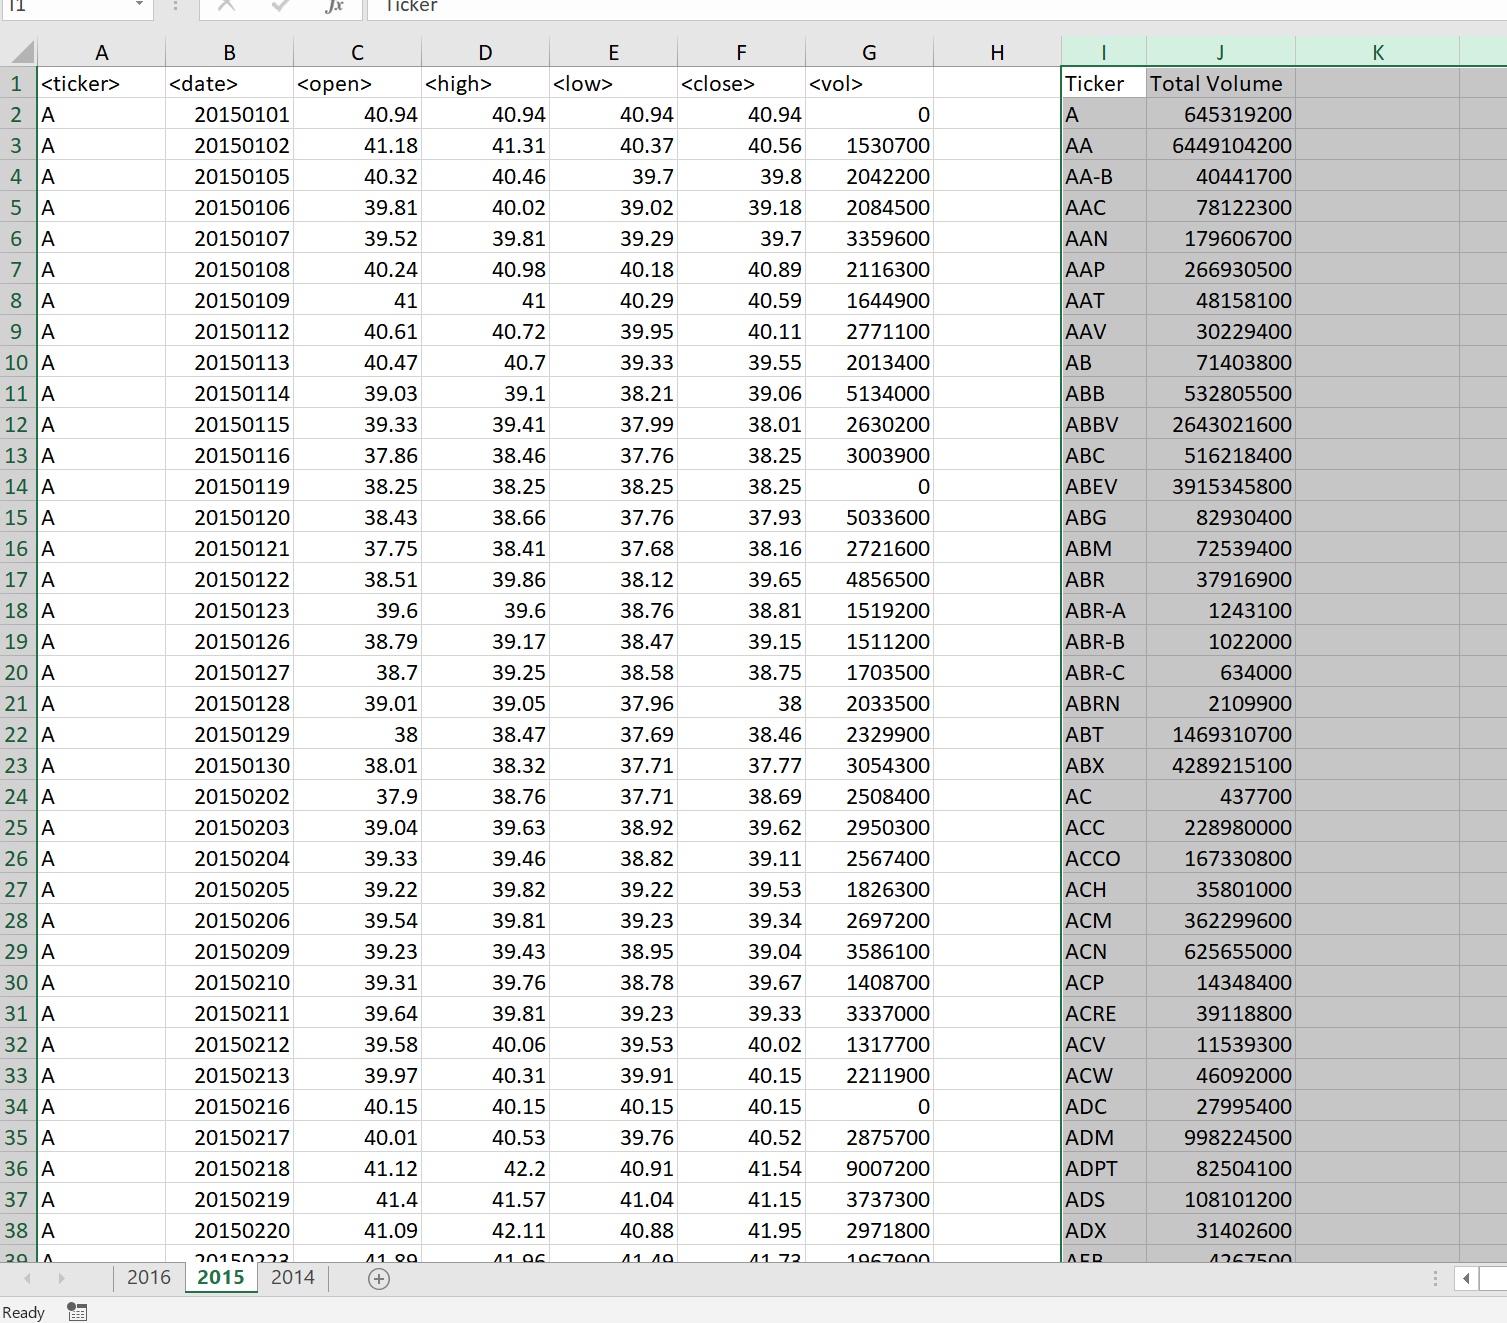 I1 fx Ticker
A B C D E F G H I J K
1 <ticker> <date> <open> <high> <low> <close> <vol> Ticker Total Volume
2 A 20150101 40.94 40.94 40.94 40.94 0 A 645319200
3 A 20150102 41.18 41.31 40.37 40.56 1530700 AA 6449104200
4 A 20150105 40.32 40.46 39.7 39.8 2042200 AA-B 40441700
5 A 20150106 39.81 40.02 39.02 39.18 2084500 AAC 78122300
6 A 20150107 39.52 39.81 39.29 39.7 3359600 AAN 179606700
7 A 20150108 40.24 40.98 40.18 40.89 2116300 AAP 266930500
8 A 20150109 41 41 40.29 40.59 1644900 AAT 48158100
9 A 20150112 40.61 40.72 39.95 40.11 2771100 AAV 30229400
10 A 20150113 40.47 40.7 39.33 39.55 2013400 AB 71403800
11 A 20150114 39.03 39.1 38.21 39.06 5134000 ABB 532805500
12 A 20150115 39.33 39.41 37.99 38.01 2630200 ABBV 2643021600
13 A 20150116 37.86 38.46 37.76 38.25 3003900 ABC 516218400
14 A 20150119 38.25 38.25 38.25 38.25 0 ABEV 3915345800
15 A 20150120 38.43 38.66 37.76 37.93 5033600 ABG 82930400
16 A 20150121 37.75 38.41 37.68 38.16 2721600 ABM 72539400
17 A 20150122 38.51 39.86 38.12 39.65 4856500 ABR 37916900
18 A 20150123 39.6 39.6 38.76 38.81 1519200 ABR-A 1243100
19 A 20150126 38.79 39.17 38.47 39.15 1511200 ABR-B 1022000
20 A 20150127 38.7 39.25 38.58 38.75 1703500 ABR-C 634000
21 A 20150128 39.01 39.05 37.96 38 2033500 ABRN 2109900
22 A 20150129 38 38.47 37.69 38.46 2329900 ABT 1469310700
23 A 20150130 38.01 38.32 37.71 37.77 3054300 ABX 4289215100
24 A 20150202 37.9 38.76 37.71 38.69 2508400 AC 437700
25 A 20150203 39.04 39.63 38.92 39.62 2950300 ACC 228980000
26 A 20150204 39.33 39.46 38.82 39.11 2567400 ACCO 167330800
27 A 20150205 39.22 39.82 39.22 39.53 1826300 ACH 35801000
28 A 20150206 39.54 39.81 39.23 39.34 2697200 ACM 362299600
29 A 20150209 39.23 39.43 38.95 39.04 3586100 ACN 625655000
30 A 20150210 39.31 39.76 38.78 39.67 1408700 ACP 14348400
31 A 20150211 39.64 39.81 39.23 39.33 3337000 ACRE 39118800
32 A 20150212 39.58 40.06 39.53 40.02 1317700 ACV 11539300
33 A 20150213 39.97 40.31 39.91 40.15 2211900 ACW 46092000
34 A 20150216 40.15 40.15 40.15 40.15 0 ADC 27995400
35 A 20150217 40.01 40.53 39.76 40.52 2875700 ADM 998224500
36 A 20150218 41.12 42.2 40.91 41.54 9007200 ADPT 82504100
37 A 20150219 41.4 41.57 41.04 41.15 3737300 ADS 108101200
38 A 20150220 41.09 42.11 40.88 41.95 2971800 ADX 31402600
39 A 20150223 41.89 41.96 41.49 41.73 1967900 4267500
2016 2015 2014
Ready